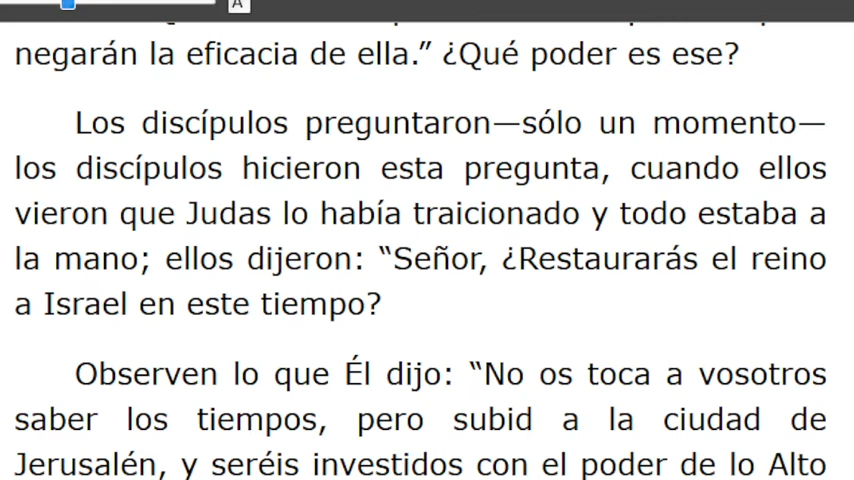 A
negarán la eficacia de ella.” ¿Qué poder es ese?
Los discípulos preguntaron—sólo un momento—
los discípulos hicieron esta pregunta, cuando ellos
vieron que Judas lo había traicionado y todo estaba a
la mano; ellos dijeron: “Señor, ¿Restaurarás el reino
a Israel en este tiempo?
Observen lo que Él dijo: “No os toca a vosotros
saber los tiempos, pero subid a la ciudad de
Jerusalén, y seréis investidos con el poder de lo Alto